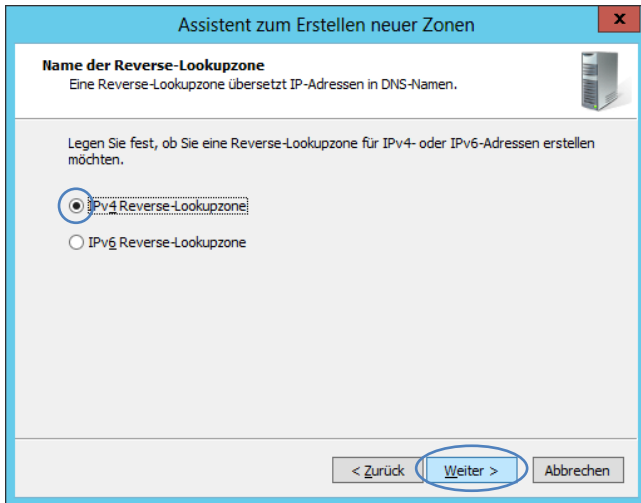 Assistent zum Erstellen neuer Zonen
x
Name der Reverse-Lookupzone
Eine Reverse-Lookupzone übersetzt IP-Adressen in DNS-Namen.
Legen Sie fest, ob Sie eine Reverse-Lookupzone für IPv4- oder IPv6-Adressen erstellen
möchten.
IPv4 Reverse-Lookupzone
IPv6 Reverse-Lookupzone
< Zurück Weiter > Abbrechen